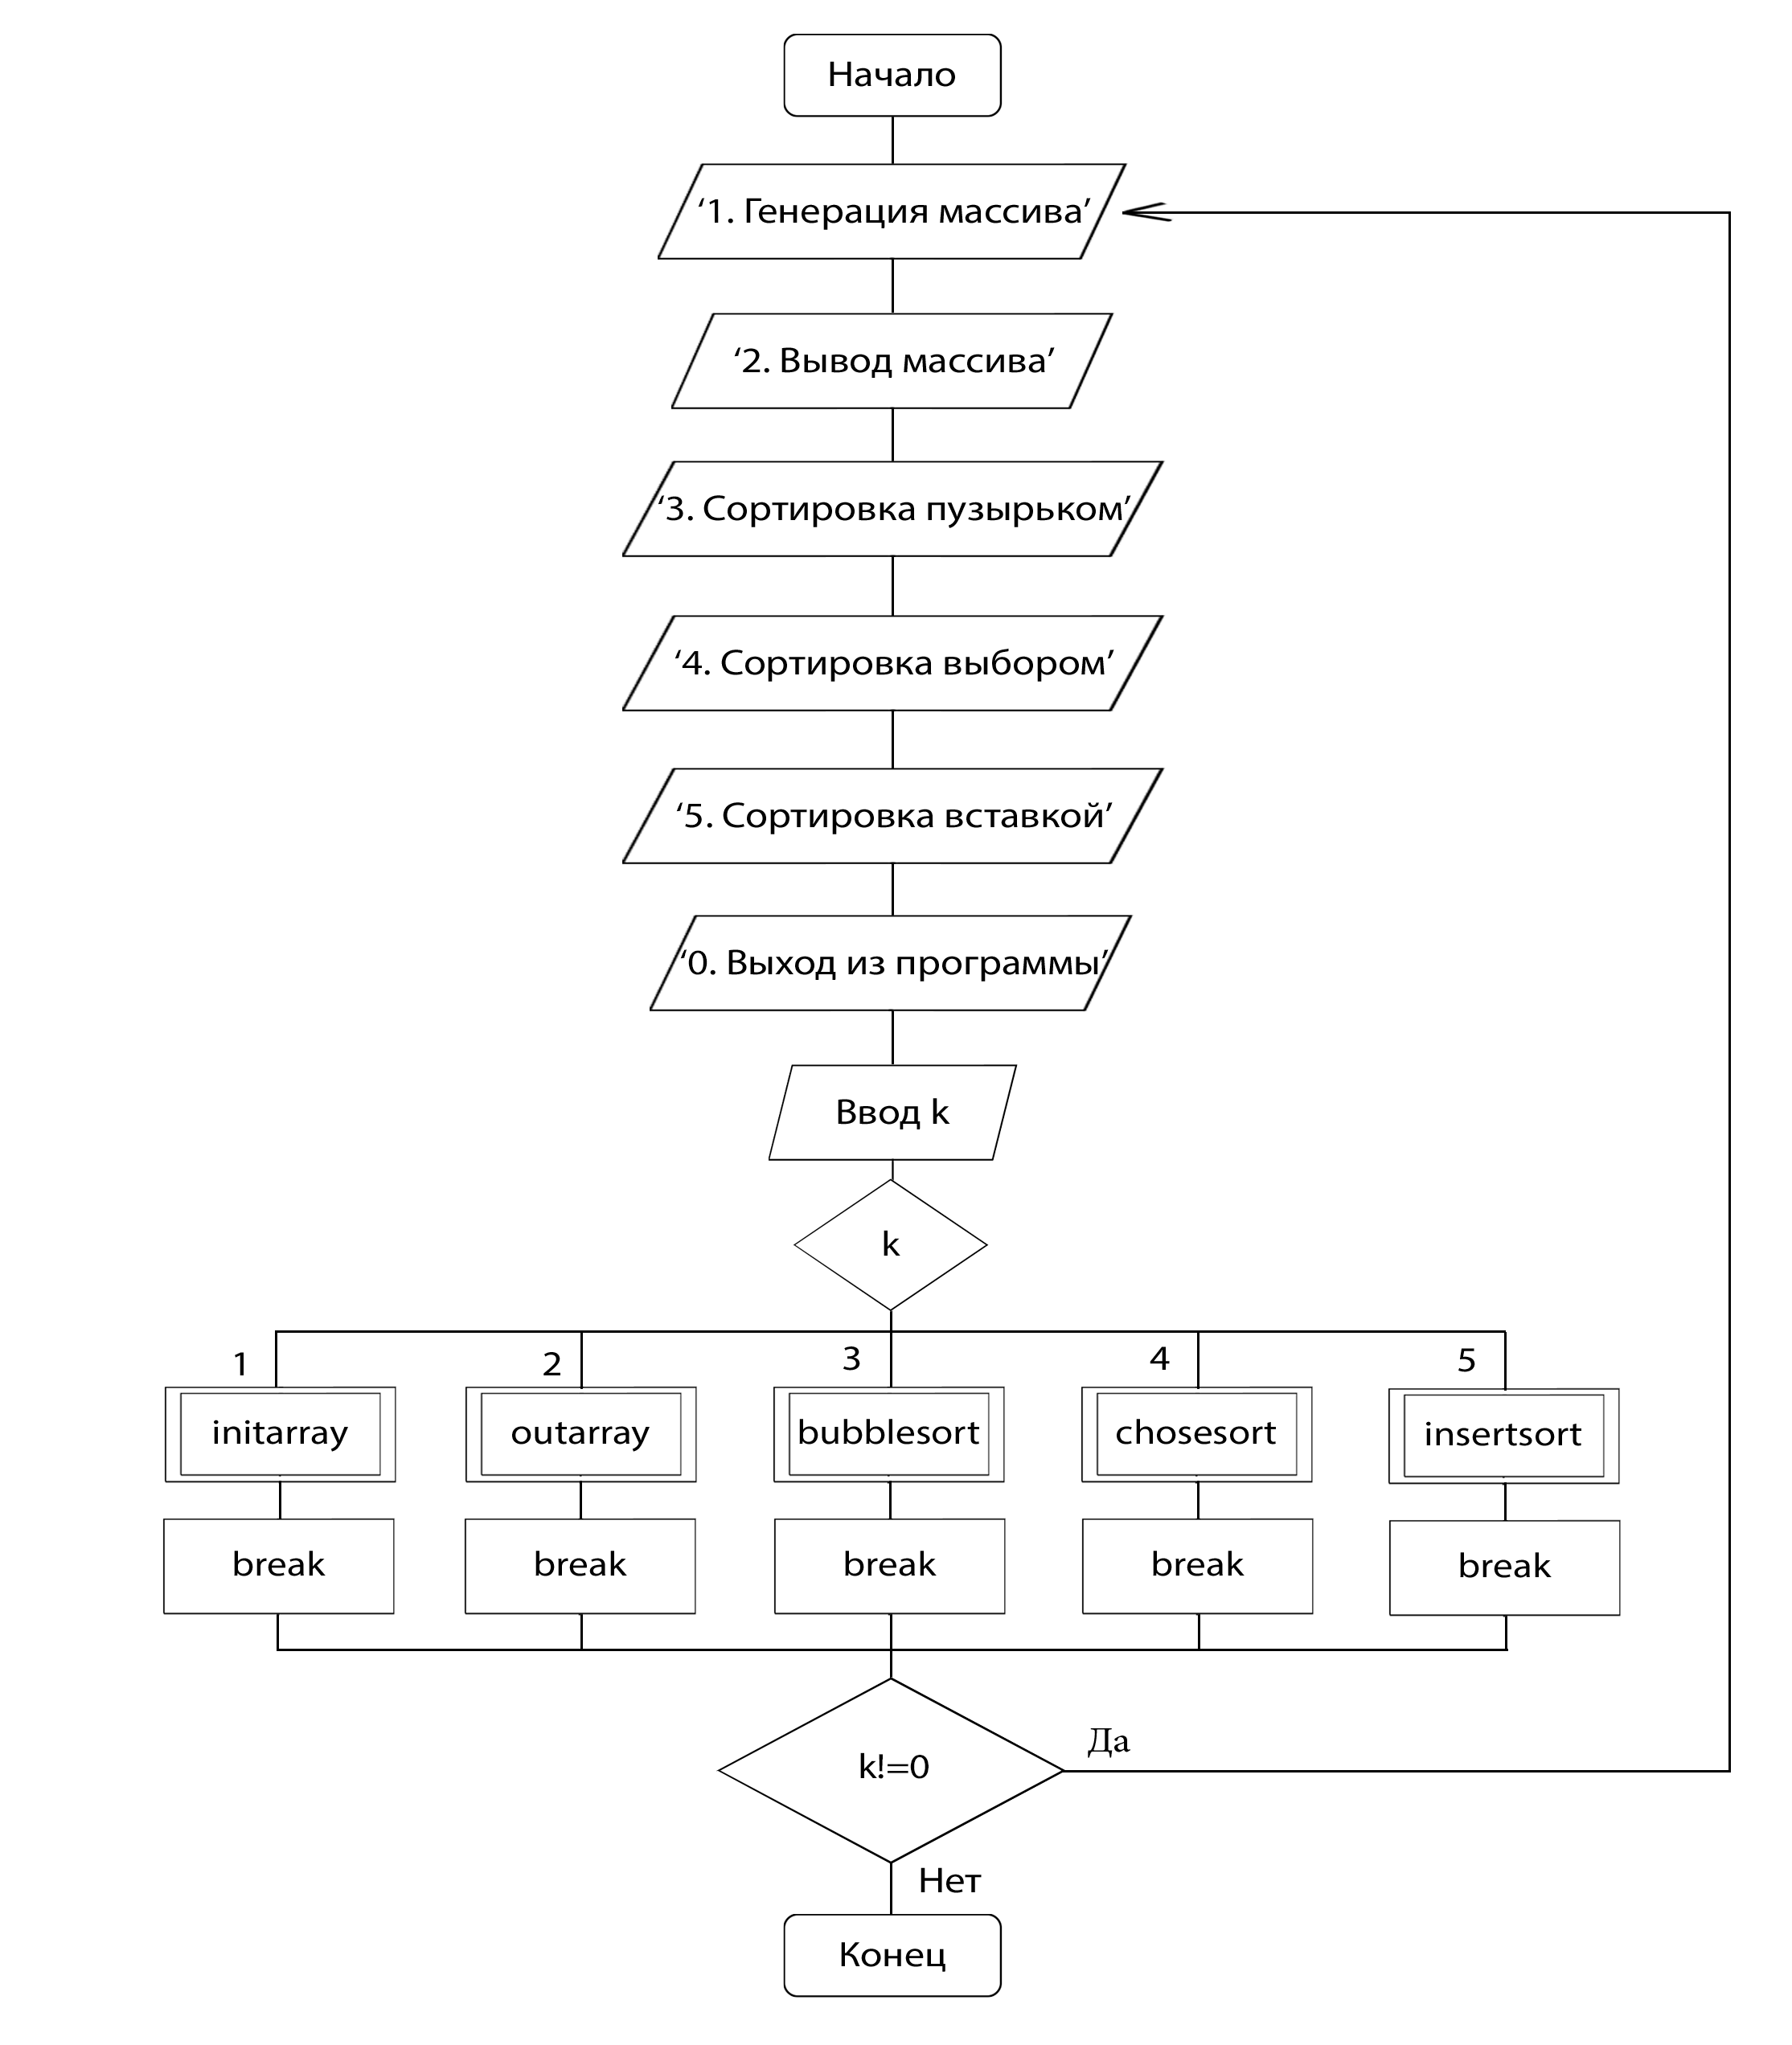 Начало
‘1. Генерация массива’
‘2. Вывод массива’
‘3. Сортировка пузырьком’
‘4. Сортировка выбором’
‘5. Сортировка вставкой’
‘0. Выход из программы’
Ввод k
k
1 2 3 4 5
initarray outarray bubblesort chosesort insertsort
break break break break break
k!=0
Да
Нет
Конец